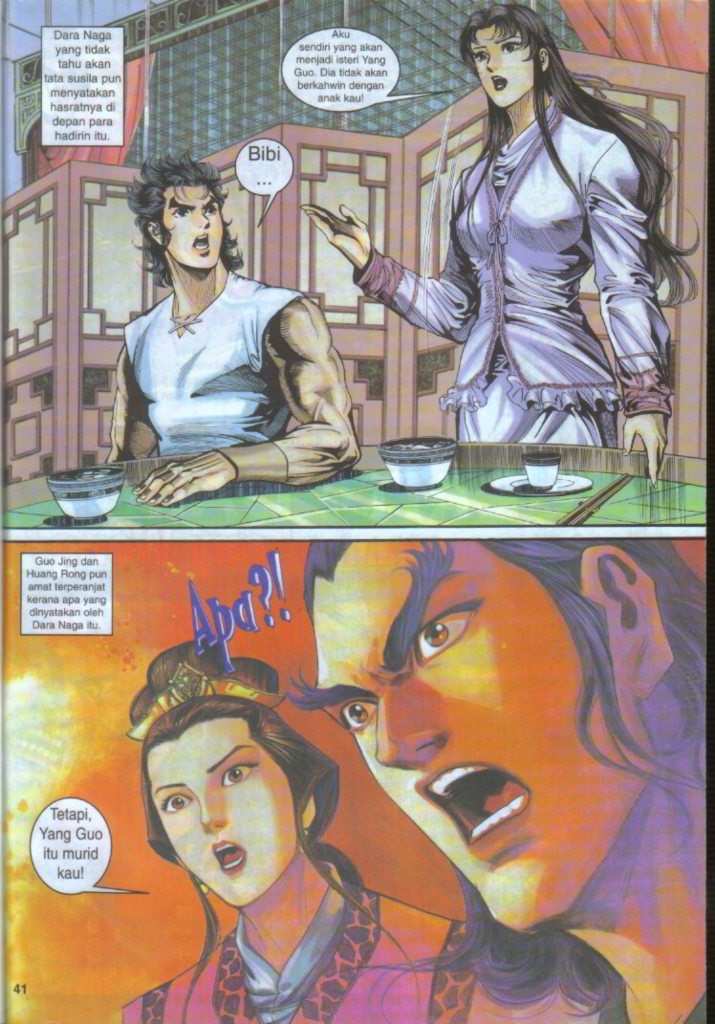 Dara Naga
yang tidak
tahu akan
tata susila pun
menyatakan
hasratnya di
depan para
hadirin itu.
Aku
sendiri yang akan
menjadi isteri Yang
Guo. Dia tidak akan
berkahwin dengan
anak kau!
Bibi
...
Guo Jing dan
Huang Rong pun
amat terperanjat
kerana apa yang
dinyatakan oleh
Dara Naga itu.
Apa?!
Tetapi,
Yang Guo
itu murid
kau!
41